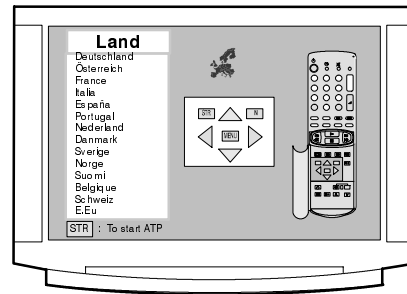 Land
Deutschland
Österreich
France
Italia
España
Portugal
Nederland
Danmark
Sverige
Norge
Suomi
Belgique
Schweiz
E.Eu
STR : To start ATP
STR
MENU